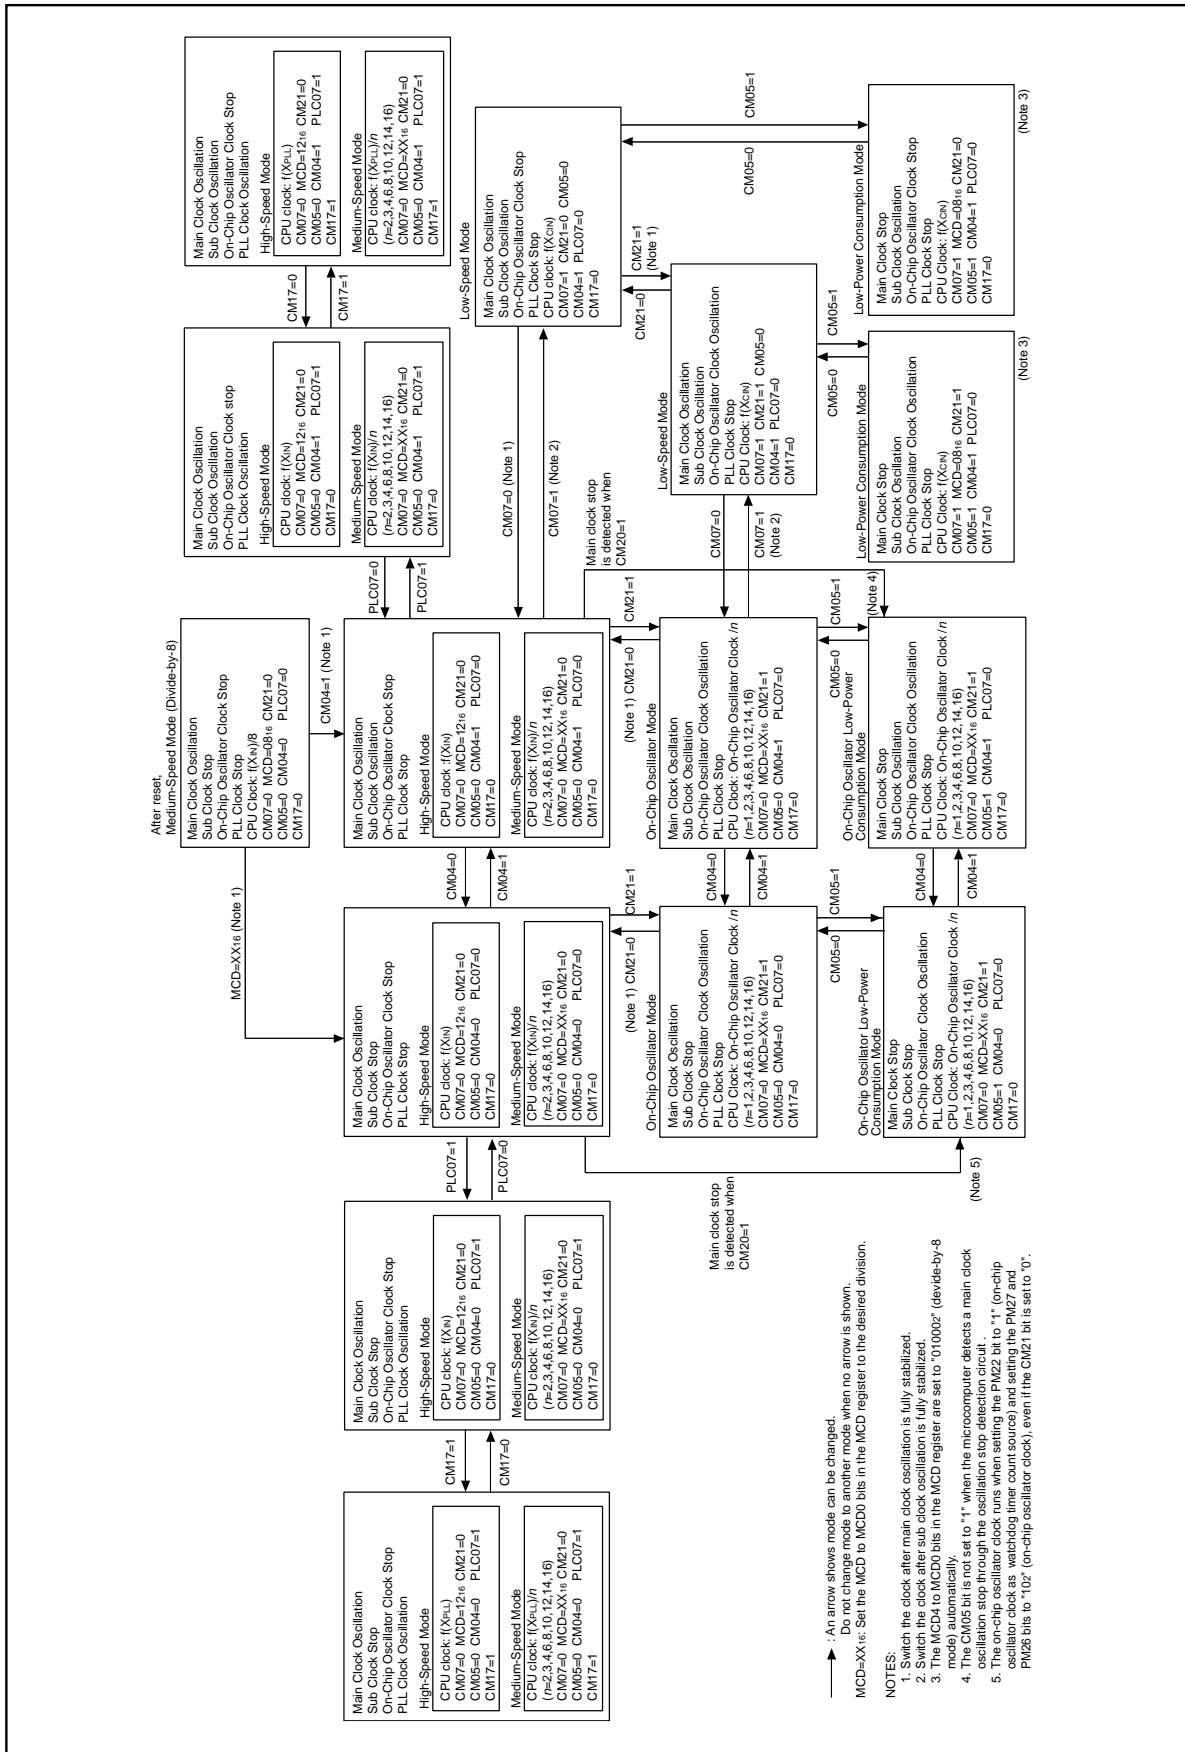 After reset,
Medium-Speed Mode (Divide-by-8)
Main Clock Oscillation
Sub Clock Stop
On-Chip Oscillator Clock Stop
PLL Clock Stop
CPU Clock: f(XIN)/8
CM07=0 MCD=0816 CM21=0
CM05=0 CM04=0 PLC07=0
CM17=0
MCD=XX16 (Note 1)
CM04=1 (Note 1)
Main Clock Oscillation
Sub Clock Oscillation
On-Chip Oscillator Clock stop
PLL Clock Oscillation
High-Speed Mode
CPU clock: f(XIN)
CM07=0 MCD=1216 CM21=0
CM05=0 CM04=1 PLC07=1
CM17=0
Medium-Speed Mode
CPU clock: f(XIN)/n
(n=2,3,4,6,8,10,12,14,16)
CM07=0 MCD=XX16 CM21=0
CM05=0 CM04=1 PLC07=1
CM17=0
CM17=0
CM17=1
Main Clock Oscillation
Sub Clock Oscillation
On-Chip Oscillator Clock Stop
PLL Clock Oscillation
High-Speed Mode
CPU clock: f(XPLL)
CM07=0 MCD=1216 CM21=0
CM05=0 CM04=1 PLC07=1
CM17=1
Medium-Speed Mode
CPU clock: f(XPLL)/n
(n=2,3,4,6,8,10,12,14,16)
CM07=0 MCD=XX16 CM21=0
CM05=0 CM04=1 PLC07=1
CM17=1
PLC07=0
PLC07=1
Main Clock Oscillation
Sub Clock Stop
On-Chip Oscillator Clock Stop
PLL Clock Oscillation
High-Speed Mode
CPU clock: f(XPLL)
CM07=0 MCD=1216 CM21=0
CM05=0 CM04=0 PLC07=1
CM17=1
Medium-Speed Mode
CPU clock: f(XPLL)/n
(n=2,3,4,6,8,10,12,14,16)
CM07=0 MCD=XX16 CM21=0
CM05=0 CM04=0 PLC07=1
CM17=1
CM17=1
CM17=0
Main Clock Oscillation
Sub Clock Stop
On-Chip Oscillator Clock Stop
PLL Clock Oscillation
High-Speed Mode
CPU clock: f(XIN)
CM07=0 MCD=1216 CM21=0
CM05=0 CM04=0 PLC07=1
CM17=0
Medium-Speed Mode
CPU clock: f(XIN)/n
(n=2,3,4,6,8,10,12,14,16)
CM07=0 MCD=XX16 CM21=0
CM05=0 CM04=0 PLC07=1
CM17=0
PLC07=1
PLC07=0
Main Clock Oscillation
Sub Clock Stop
On-Chip Oscillator Clock Stop
PLL Clock Stop
High-Speed Mode
CPU clock: f(XIN)
CM07=0 MCD=1216 CM21=0
CM05=0 CM04=0 PLC07=0
CM17=0
Medium-Speed Mode
CPU clock: f(XIN)/n
(n=2,3,4,6,8,10,12,14,16)
CM07=0 MCD=XX16 CM21=0
CM05=0 CM04=0 PLC07=0
CM17=0
CM04=0
CM04=1
Main Clock Oscillation
Sub Clock Oscillation
On-Chip Oscillator Clock Stop
PLL Clock Stop
High-Speed Mode
CPU clock :f(XIN)
CM07=0 MCD=1216 CM21=0
CM05=0 CM04=1 PLC07=0
CM17=0
Medium-Speed Mode
CPU clock: f(XIN)/n
(n=2,3,4,6,8,10,12,14,16)
CM07=0 MCD=XX16 CM21=0
CM05=0 CM04=1 PLC07=0
CM17=0
CM07=0 (Note 1)
CM07=1 (Note 2)
Low-Speed Mode
Main Clock Oscillation
Sub Clock Oscillation
On-Chip Oscillator Clock Stop
PLL Clock Stop
CPU clock: f(XCIN)
CM07=1 CM21=0 CM05=0
CM04=1 PLC07=0
CM17=0
Main clock stop
is detected when
CM20=1
(Note 1) CM21=0
CM21=1
(Note 1) CM21=0
CM21=1
CM21=0
CM21=1
(Note 1)
CM05=0
CM05=1
On-Chip Oscillator Mode
Main Clock Oscillation
Sub Clock Stop
On-Chip Oscillator Clock Oscillation
PLL Clock Stop
CPU Clock: On-Chip Oscillator Clock /n
(n=1,2,3,4,6,8,10,12,14,16)
CM07=0 MCD=XX16 CM21=1
CM05=0 CM04=0 PLC07=0
CM17=0
CM04=0
CM04=1
On-Chip Oscillator Mode
Main Clock Oscillation
Sub Clock Oscillation
On-Chip Oscillator Clock Oscillation
PLL Clock Stop
CPU Clock: On-Chip Oscillator Clock /n
(n=1,2,3,4,6,8,10,12,14,16)
CM07=0 MCD=XX16 CM21=1
CM05=0 CM04=1 PLC07=0
CM17=0
CM07=0
CM07=1
(Note 2)
Low-Speed Mode
Main Clock Oscillation
Sub Clock Oscillation
On-Chip Oscillator Clock Oscillation
PLL Clock Stop
CPU Clock: f(XCIN)
CM07=1 CM21=1 CM05=0
CM04=1 PLC07=0
CM17=0
Main clock stop
is detected when
CM20=1
CM05=0
CM05=1
CM05=0
CM05=1
(Note 4)
CM05=0
CM05=1
On-Chip Oscillator Low-Power
Consumption Mode
Main Clock Stop
Sub Clock Stop
On-Chip Oscillator Clock Oscillation
PLL Clock Stop
CPU Clock: On-Chip Oscillator Clock /n
(n=1,2,3,4,6,8,10,12,14,16)
CM07=0 MCD=XX16 CM21=1
CM05=1 CM04=0 PLC07=0
CM17=0
(Note 5)
CM04=0
CM04=1
On-Chip Oscillator Low-Power
Consumption Mode
Main Clock Stop
Sub Clock Oscillation
On-Chip Oscillator Clock Oscillation
PLL Clock Stop
CPU Clock: On-Chip Oscillator Clock /n
(n=1,2,3,4,6,8,10,12,14,16)
CM07=0 MCD=XX16 CM21=1
CM05=1 CM04=1 PLC07=0
CM17=0
Low-Power Consumption Mode
Main Clock Stop
Sub Clock Oscillation
On-Chip Oscillator Clock Oscillation
PLL Clock Stop
CPU Clock: f(XCIN)
CM07=1 MCD=0816 CM21=1
CM05=1 CM04=1 PLC07=0
CM17=0
(Note 3)
Low-Power Consumption Mode
Main Clock Stop
Sub Clock Oscillation
On-Chip Oscillator Clock Stop
PLL Clock Stop
CPU Clock: f(XCIN)
CM07=1 MCD=0816 CM21=0
CM05=1 CM04=1 PLC07=0
CM17=0
(Note 3)
: An arrow shows mode can be changed.
Do not change mode to another mode when no arrow is shown.
MCD=XX16: Set the MCD to MCD0 bits in the MCD register to the desired division.
NOTES:
1. Switch the clock after main clock oscillation is fully stabilized.
2. Switch the clock after sub clock oscillation is fully stabilized.
3. The MCD4 to MCD0 bits in the MCD register are set to "010002" (devide-by-8
mode) automatically.
4. The CM05 bit is not set to "1" when the microcomputer detects a main clock
oscillation stop through the oscillation stop detection circuit .
5. The on-chip oscillator clock runs when setting the PM22 bit to "1" (on-chip
oscillator clock as watchdog timer count source) and setting the PM27 and
PM26 bits to "102" (on-chip oscillator clock), even if the CM21 bit is set to "0".